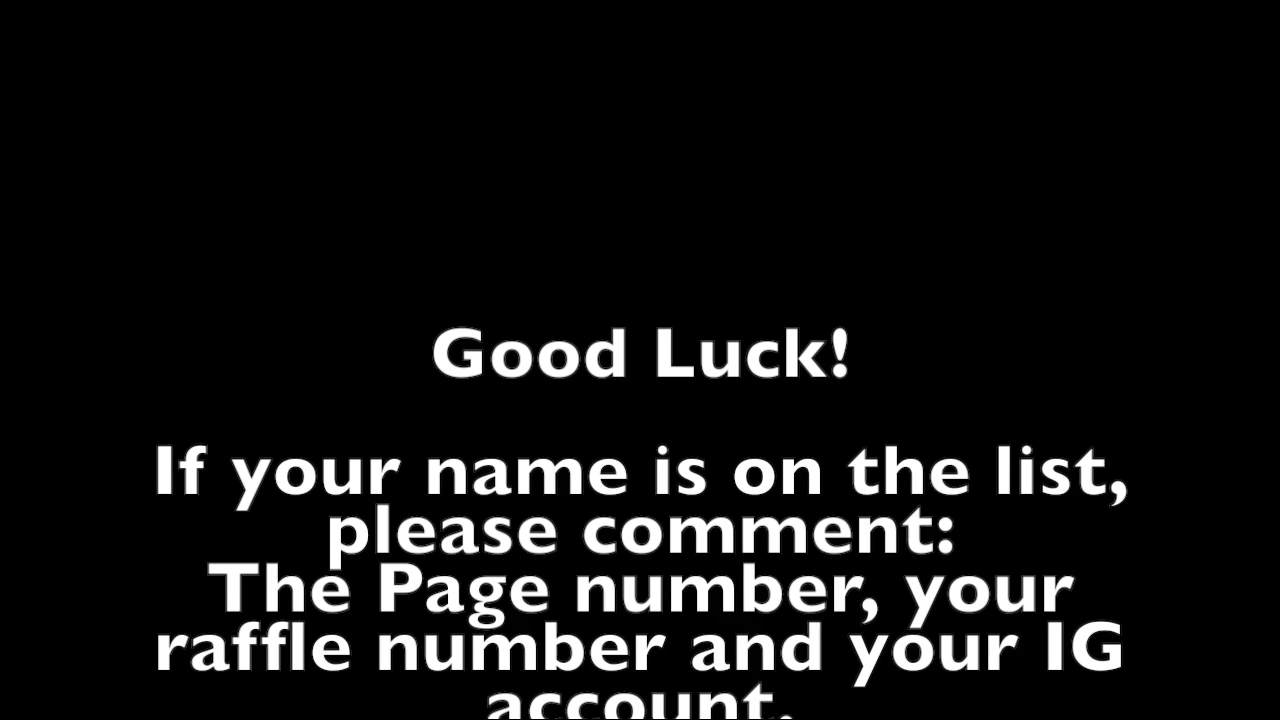 Good Luck!
If your name is on the list,
please comment:
The Page number, your
raffle number and your IG
account.